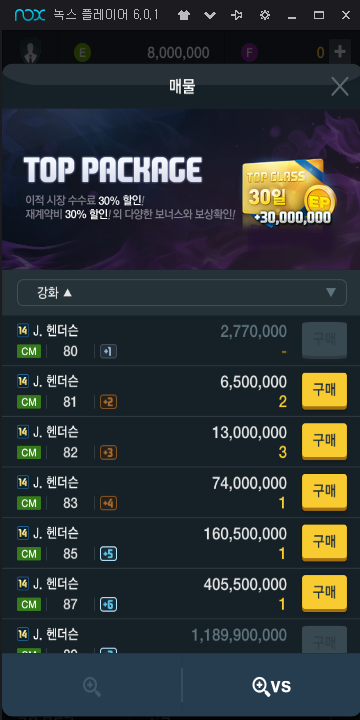 nox 녹스 플레이어 6.0.1
E 8,000,000 F 0 +
매물
TOP PACKAGE
이적 시장 수수료 30% 할인!
재계약비 30% 할인! 외 다양한 보너스와 보상확인!
TOP CLASS
30일
EP
+30,000,000
강화 ▲
14 J. 헨더슨 2,770,000 구매
CM 80 +1 -
14 J. 헨더슨 6,500,000 구매
CM 81 +2 2
14 J. 헨더슨 13,000,000 구매
CM 82 +3 3
14 J. 헨더슨 74,000,000 구매
CM 83 +4 1
14 J. 헨더슨 160,500,000 구매
CM 85 +5 1
14 J. 헨더슨 405,500,000 구매
CM 87 +6 1
14 J. 헨더슨 1,189,900,000 구매
VS